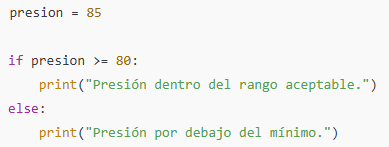 presion = 85
if presion >= 80:
    print("Presión dentro del rango aceptable.")
else:
    print("Presión por debajo del mínimo.")